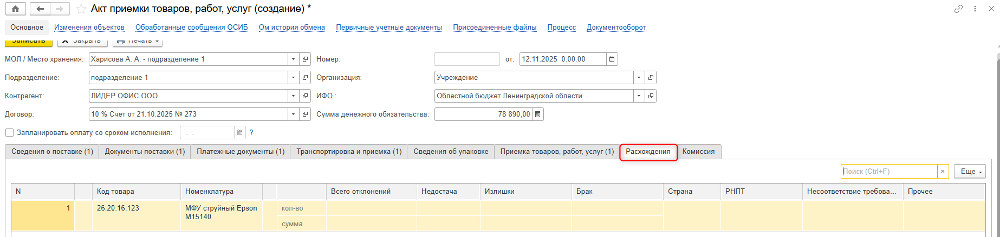 Акт приемки товаров, работ, услуг (создание) *
Основное Изменения объектов Обработанные сообщения ОСИБ Ом история обмена Первичные учетные документы Присоединенные файлы Процесс Документооборот
Записать Закрыть Печать
МОЛ / Место хранения: Харисова А. А. - подразделение 1 Номер: от: 12.11.2025 0:00:00
Подразделение: подразделение 1 Организация: Учреждение
Контрагент: ЛИДЕР ОФИС ООО ИФО : Областной бюджет Ленинградской области
Договор: 10 % Счет от 21.10.2025 № 273 Сумма денежного обязательства: 78 890,00
Запланировать оплату со сроком исполнения: . . ?
Сведения о поставке (1) Документы поставки (1) Платежные документы (1) Транспортировка и приемка (1) Сведения об упаковке Приемка товаров, работ, услуг (1) Расхождения Комиссия
Поиск (Ctrl+F) × Еще
N Код товара Номенклатура Всего отклонений Недостача Излишки Брак Страна РНПТ Несоответствие требова... Прочее
1 26.20.16.123 МФУ струйный Epson кол-во
M15140 сумма